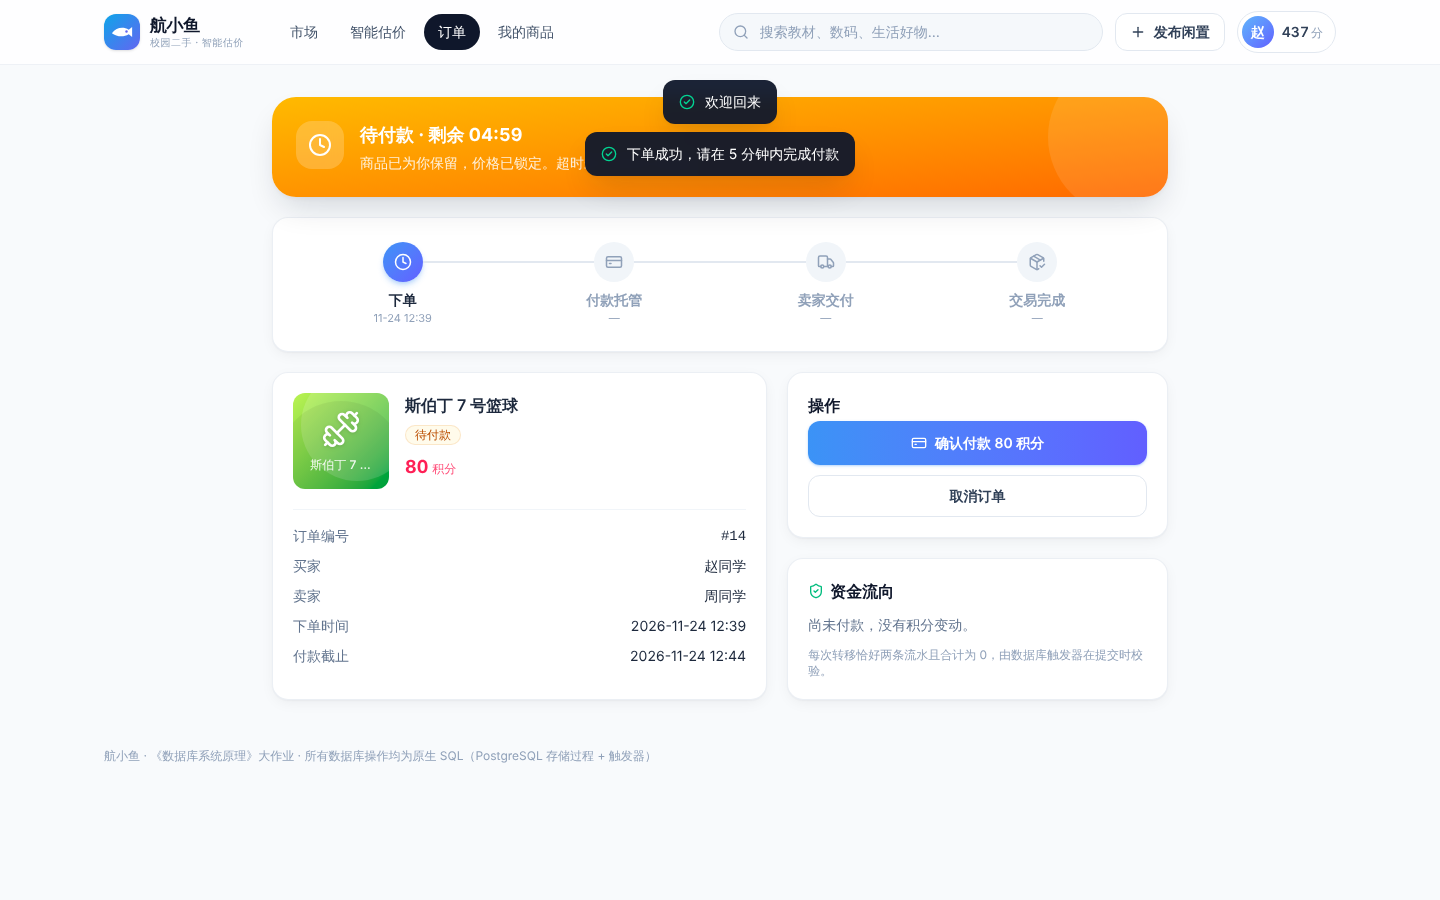 航小鱼
校园二手 · 智能估价
市场
智能估价
订单
我的商品
搜索教材、数码、生活好物...
发布闲置
赵
437 分
欢迎回来
待付款 · 剩余 04:59
商品已为你保留，价格已锁定。超时
下单成功，请在 5 分钟内完成付款
下单
11-24 12:39
付款托管
—
卖家交付
—
交易完成
—
斯伯丁 7 ...
斯伯丁 7 号篮球
待付款
80 积分
订单编号
#14
买家
赵同学
卖家
周同学
下单时间
2026-11-24 12:39
付款截止
2026-11-24 12:44
操作
确认付款 80 积分
取消订单
资金流向
尚未付款，没有积分变动。
每次转移恰好两条流水且合计为 0，由数据库触发器在提交时校
验。
航小鱼 · 《数据库系统原理》大作业 · 所有数据库操作均为原生 SQL（PostgreSQL 存储过程 + 触发器）